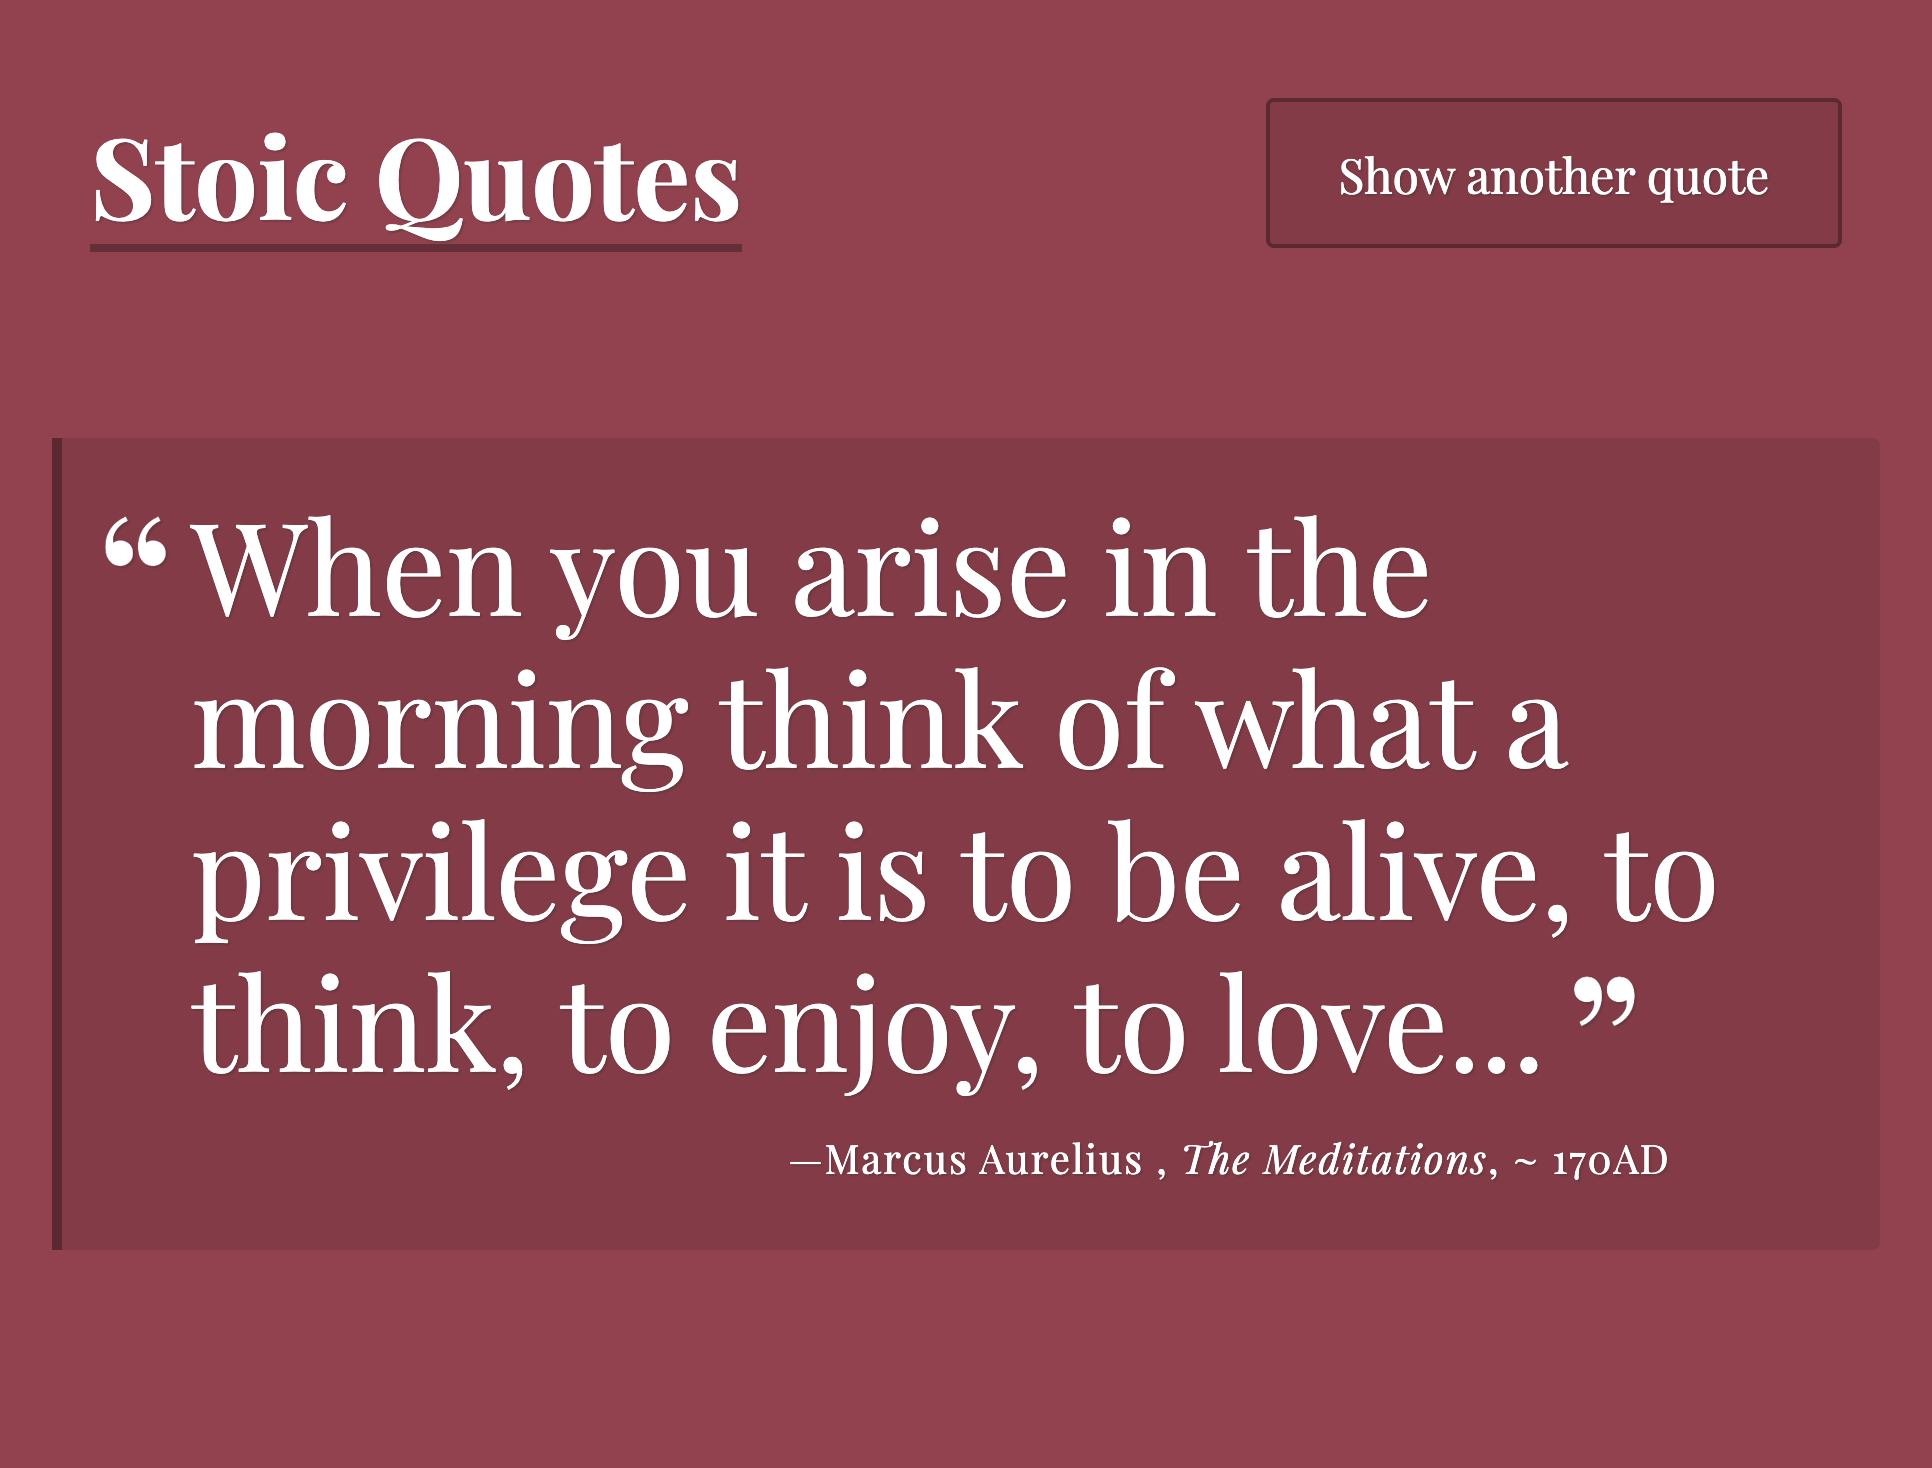 Stoic Quotes
Show another quote
“When you arise in the
morning think of what a
privilege it is to be alive, to
think, to enjoy, to love...”
—Marcus Aurelius , The Meditations, ~ 170AD